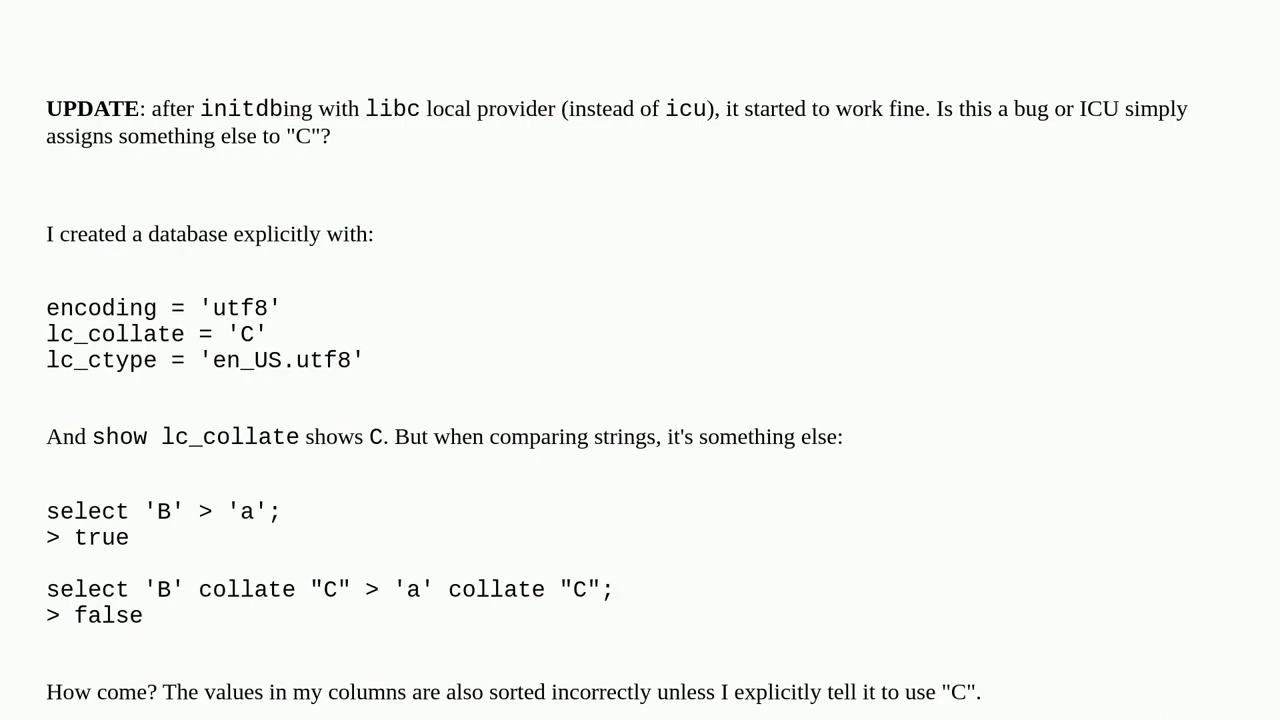 UPDATE: after initdbing with libc local provider (instead of icu), it started to work fine. Is this a bug or ICU simply
assigns something else to "C"?
I created a database explicitly with:
encoding = 'utf8'
lc_collate = 'C'
lc_ctype = 'en_US.utf8'
And show lc_collate shows C. But when comparing strings, it's something else:
select 'B' > 'a';
> true
select 'B' collate "C" > 'a' collate "C";
> false
How come? The values in my columns are also sorted incorrectly unless I explicitly tell it to use "C".